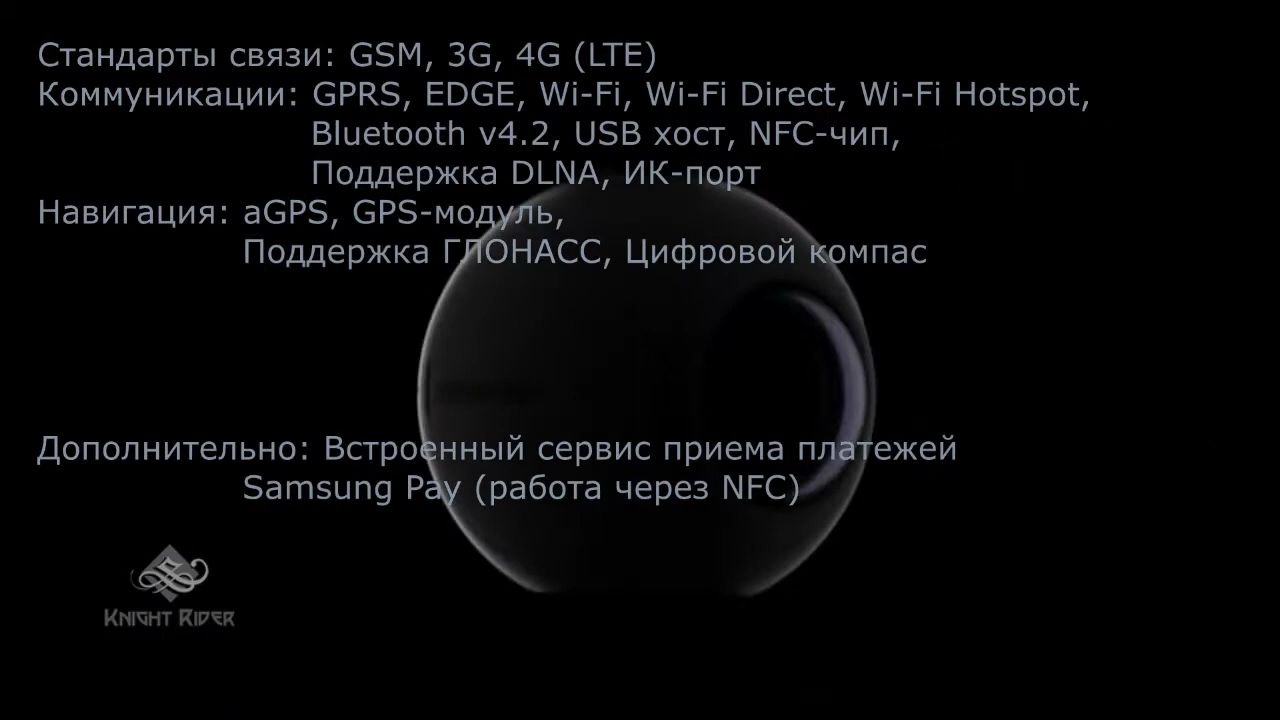 Стандарты связи: GSM, 3G, 4G (LTE)
Коммуникации: GPRS, EDGE, Wi-Fi, Wi-Fi Direct, Wi-Fi Hotspot,
Bluetooth v4.2, USB хост, NFC-чип,
Поддержка DLNA, ИК-порт
Навигация: aGPS, GPS-модуль,
Поддержка ГЛОНАСС, Цифровой компас
Дополнительно: Встроенный сервис приема платежей
Samsung Pay (работа через NFC)
KNIGHT RIDER